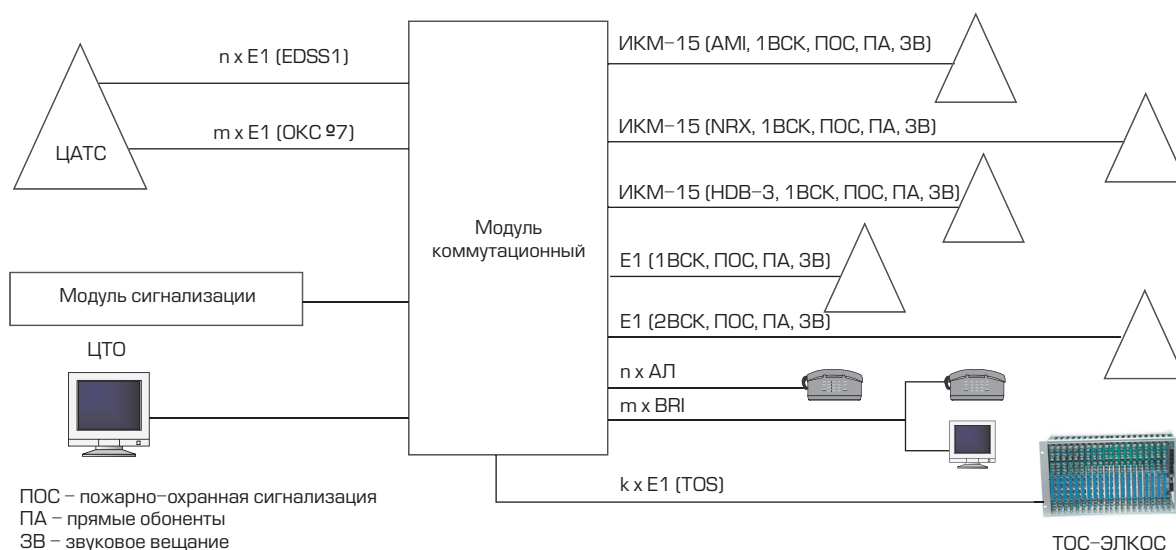 n x E1 (EDSS1)
m x E1 (ОКС º7)
ЦАТС
Модуль сигнализации
ЦТО
Модуль
коммутационный
ИКМ-15 (AMI, 1ВСК, ПОС, ПА, ЗВ)
ИКМ-15 (NRX, 1ВСК, ПОС, ПА, ЗВ)
ИКМ-15 (HDB-3, 1ВСК, ПОС, ПА, ЗВ)
E1 (1ВСК, ПОС, ПА, ЗВ)
E1 (2ВСК, ПОС, ПА, ЗВ)
n x АЛ
m x BRI
k x E1 (TOS)
ТОС-ЭЛКОС
ПОС – пожарно-охранная сигнализация
ПА – прямые обоненты
ЗВ – звуковое вещание